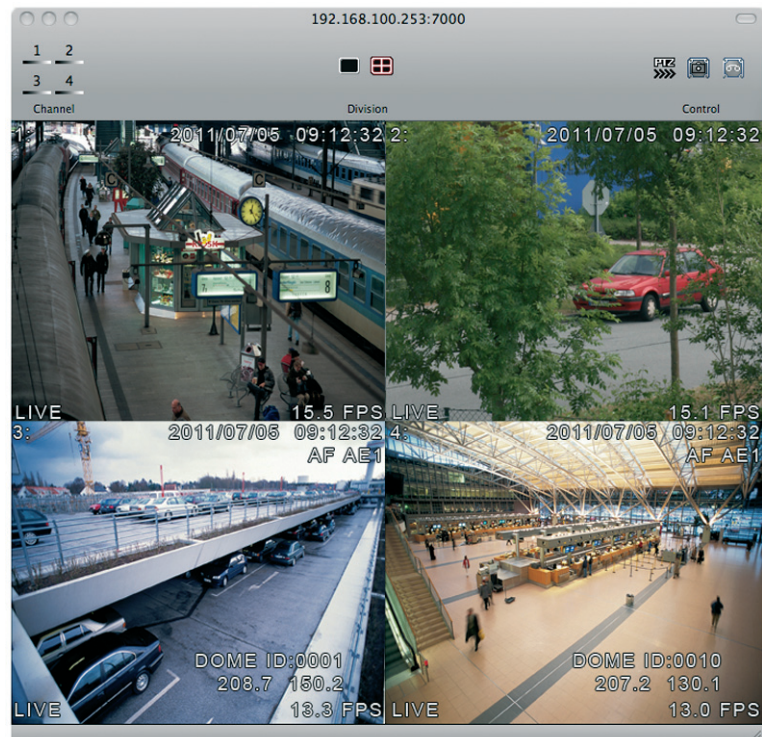 192.168.100.253:7000
1 2
3 4
PTZ
Channel
Division
Control
1: 2011/07/05 09:12:32
C
C
KIOSK
8
LIVE 15.5 FPS
2: 2011/07/05 09:12:32
LIVE 15.1 FPS
3: 2011/07/05 09:12:32
AF AE1
DOME ID:0001
208.7 150.2
LIVE 13.3 FPS
4: 2011/07/05 09:12:32
AF AE1
DOME ID:0010
207.2 130.1
LIVE 13.0 FPS